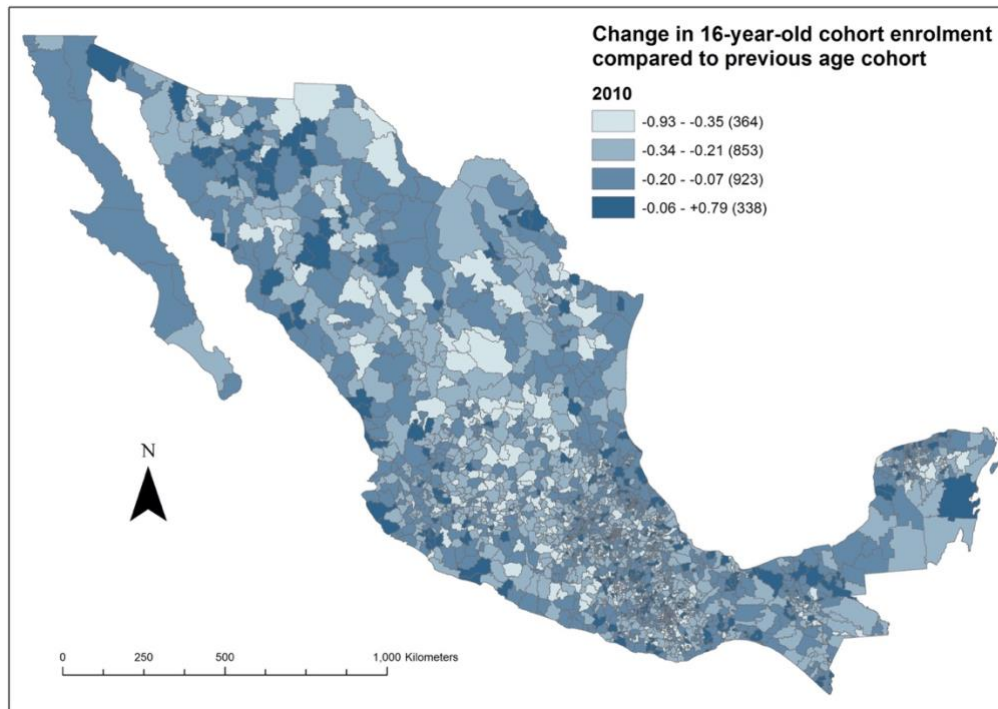 Change in 16-year-old cohort enrolment
compared to previous age cohort
2010
-0.93 - -0.35 (364)
-0.34 - -0.21 (853)
-0.20 - -0.07 (923)
-0.06 - +0.79 (338)
N
0 250 500 1,000 Kilometers